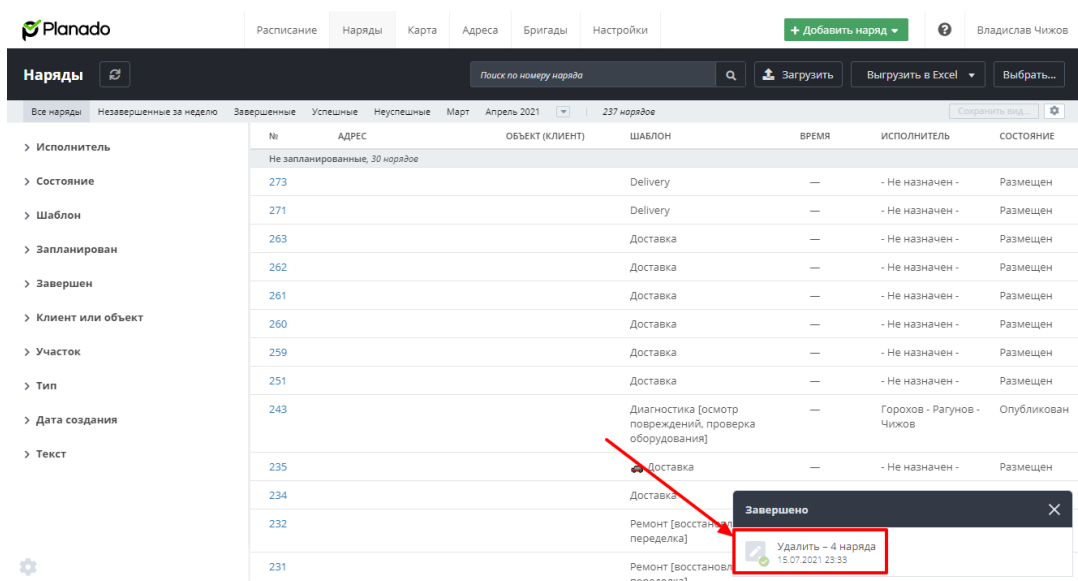 Planado
Расписание Наряды Карта Адреса Бригады Настройки + Добавить наряд Владислав Чижов
Наряды Поиск по номеру наряда Загрузить Выгрузить в Excel Выбрать...
Все наряды Незавершенные за неделю Завершенные Успешные Неуспешные Март Апрель 2021 237 нарядов Сохранить вид...
№ АДРЕС ОБЪЕКТ (КЛИЕНТ) ШАБЛОН ВРЕМЯ ИСПОЛНИТЕЛЬ СОСТОЯНИЕ
Исполнитель
Состояние
Шаблон
Запланирован
Завершен
Клиент или объект
Участок
Тип
Дата создания
Текст
Не запланированные, 30 нарядов
273 Delivery — - Не назначен - Размещен
271 Delivery — - Не назначен - Размещен
263 Доставка — - Не назначен - Размещен
262 Доставка — - Не назначен - Размещен
261 Доставка — - Не назначен - Размещен
260 Доставка — - Не назначен - Размещен
259 Доставка — - Не назначен - Размещен
251 Доставка — - Не назначен - Размещен
243 Диагностика [осмотр — Горохов - Рагунов - Опубликован
повреждений, проверка Чижов
оборудования]
235 Доставка — - Не назначен - Размещен
234 Доставка
232 Ремонт
переделка]
231 Ремонт
Завершено
Удалить – 4 наряда
15.07.2021 23:33